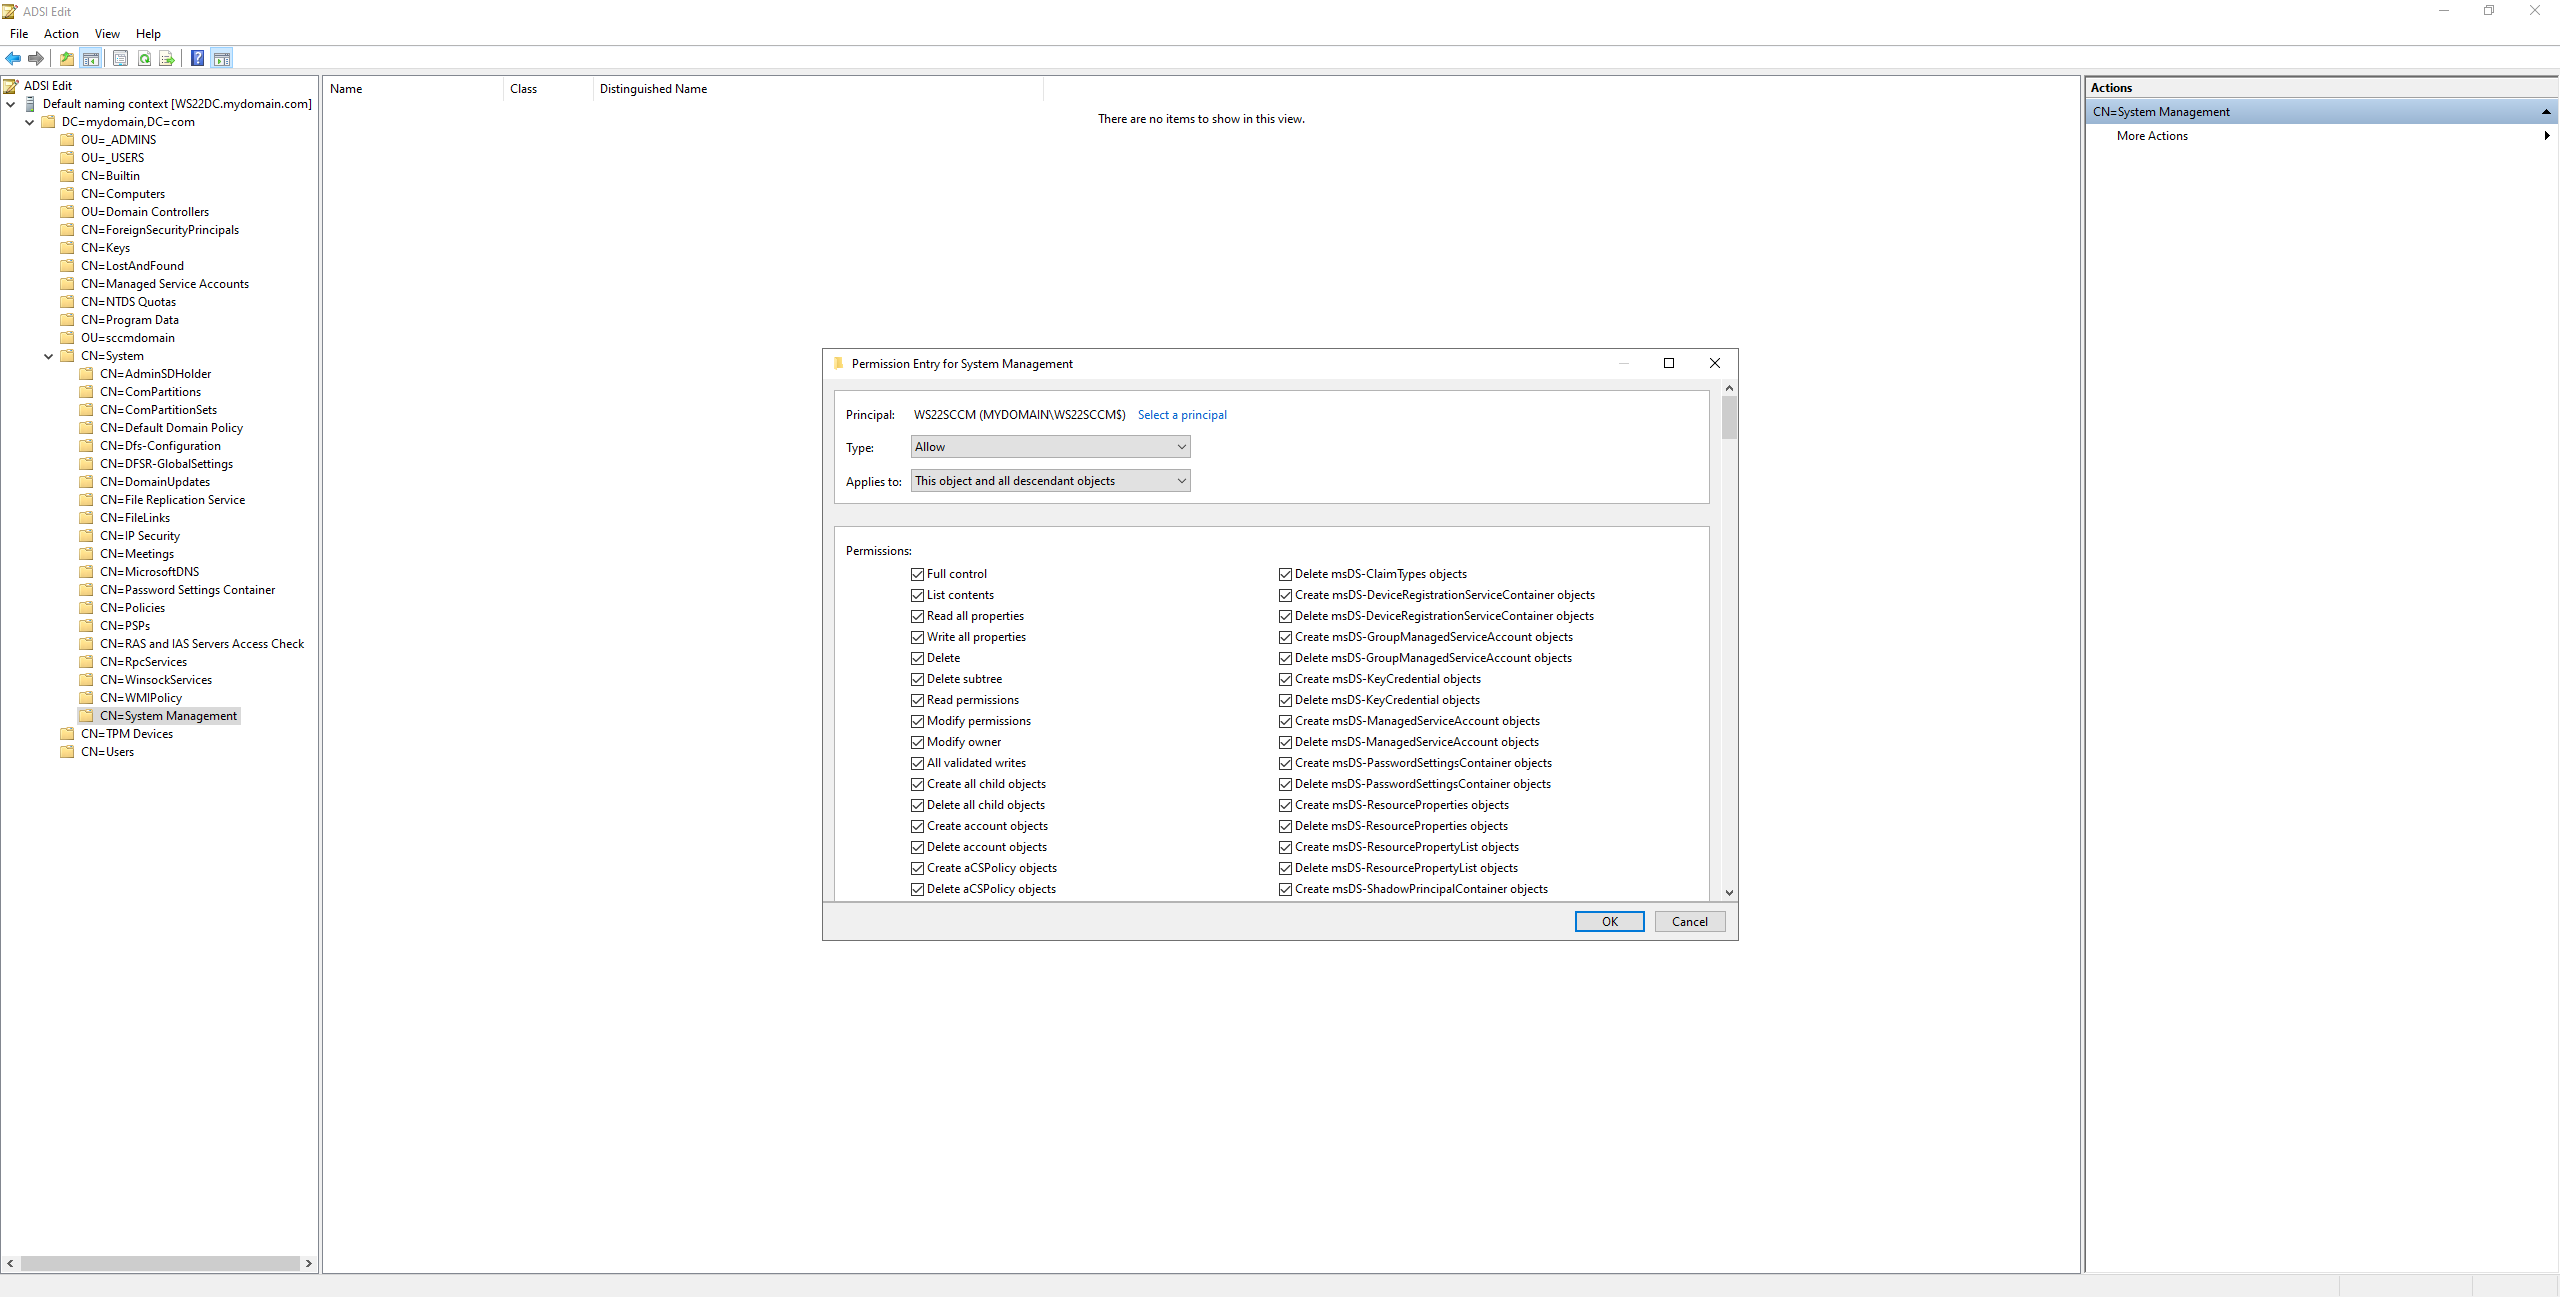 ADSI Edit
File Action View Help
ADSI Edit
Default naming context [WS22DC.mydomain.com]
DC=mydomain,DC=com
OU=_ADMINS
OU=_USERS
CN=Builtin
CN=Computers
OU=Domain Controllers
CN=ForeignSecurityPrincipals
CN=Keys
CN=LostAndFound
CN=Managed Service Accounts
CN=NTDS Quotas
CN=Program Data
OU=sccmdomain
CN=System
CN=AdminSDHolder
CN=ComPartitions
CN=ComPartitionSets
CN=Default Domain Policy
CN=Dfs-Configuration
CN=DFSR-GlobalSettings
CN=DomainUpdates
CN=File Replication Service
CN=FileLinks
CN=IP Security
CN=Meetings
CN=MicrosoftDNS
CN=Password Settings Container
CN=Policies
CN=PSPs
CN=RAS and IAS Servers Access Check
CN=RpcServices
CN=WinsockServices
CN=WMIPolicy
CN=System Management
CN=TPM Devices
CN=Users
Name Class Distinguished Name
There are no items to show in this view.
Permission Entry for System Management
Principal: WS22SCCM (MYDOMAIN\WS22SCCM$) Select a principal
Type: Allow
Applies to: This object and all descendant objects
Permissions:
Full control
List contents
Read all properties
Write all properties
Delete
Delete subtree
Read permissions
Modify permissions
Modify owner
All validated writes
Create all child objects
Delete all child objects
Create account objects
Delete account objects
Create aCSPolicy objects
Delete aCSPolicy objects
Delete msDS-ClaimTypes objects
Create msDS-DeviceRegistrationServiceContainer objects
Delete msDS-DeviceRegistrationServiceContainer objects
Create msDS-GroupManagedServiceAccount objects
Delete msDS-GroupManagedServiceAccount objects
Create msDS-KeyCredential objects
Delete msDS-KeyCredential objects
Create msDS-ManagedServiceAccount objects
Delete msDS-ManagedServiceAccount objects
Create msDS-PasswordSettingsContainer objects
Delete msDS-PasswordSettingsContainer objects
Create msDS-ResourceProperties objects
Delete msDS-ResourceProperties objects
Create msDS-ResourcePropertyList objects
Delete msDS-ResourcePropertyList objects
Create msDS-ShadowPrincipalContainer objects
OK Cancel
Actions
CN=System Management
More Actions